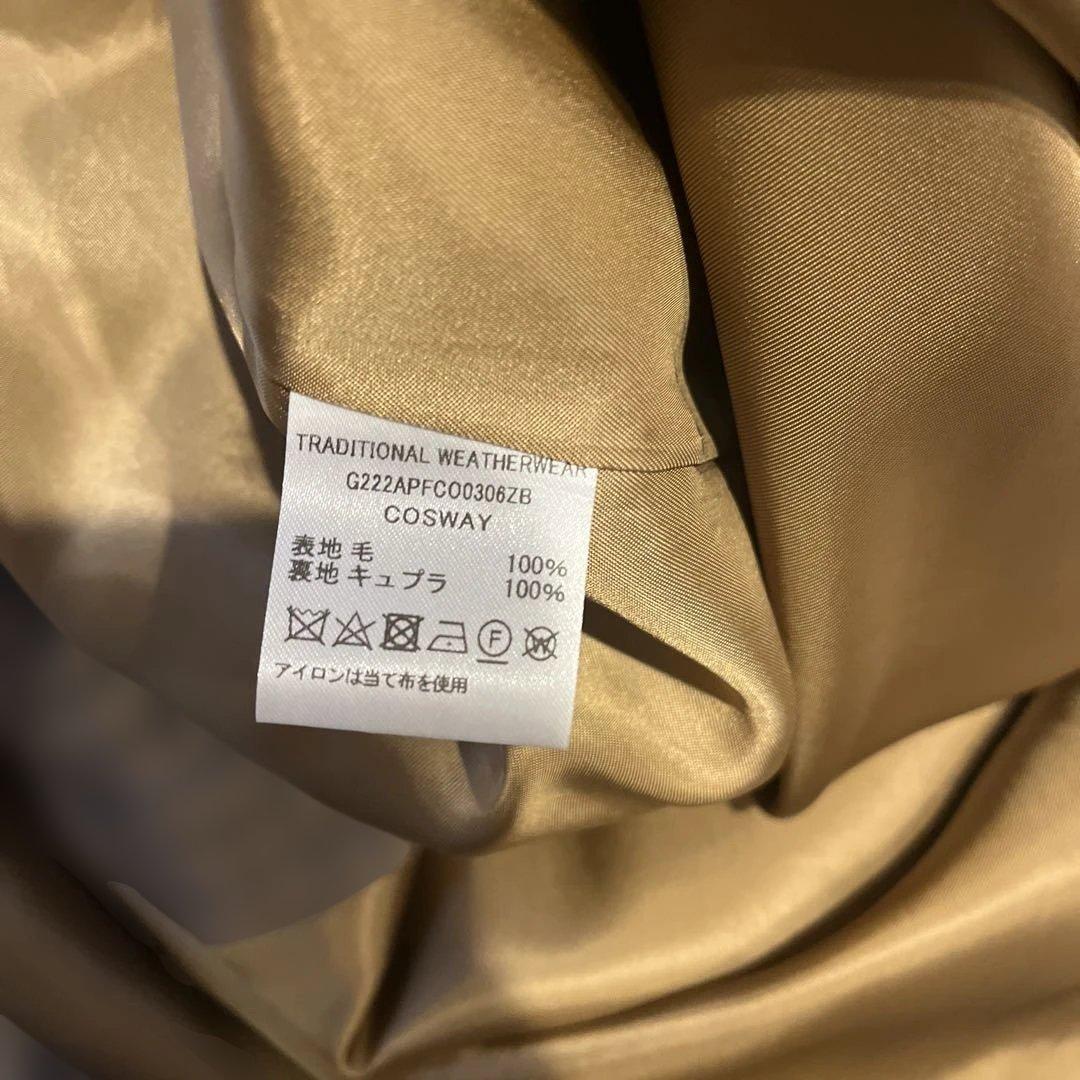 TRADITIONAL WEATHERWEAR
G222APFCO0306ZB
COSWAY
表地 毛 100%
裏地 キュプラ 100%
F W
アイロンは当て布を使用